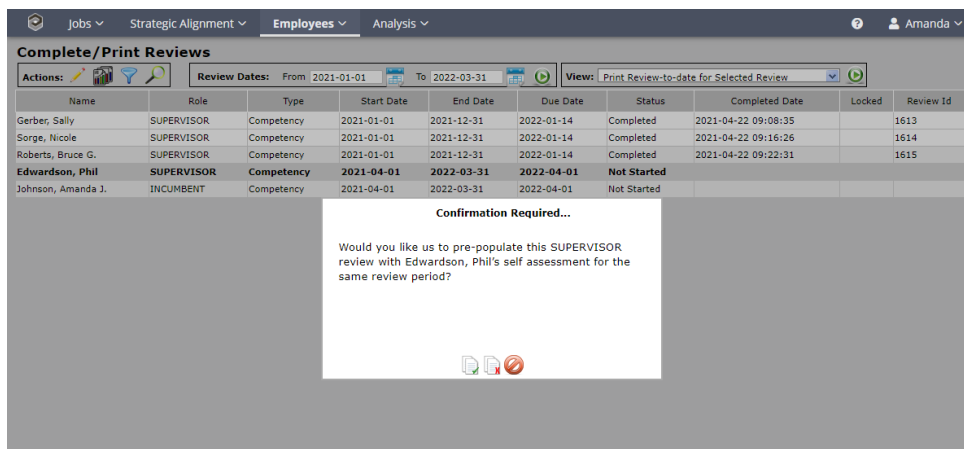 Jobs Strategic Alignment Employees Analysis ? Amanda
Complete/Print Reviews
Actions: Review Dates: From 2021-01-01 To 2022-03-31 View: Print Review-to-date for Selected Review
Name Role Type Start Date End Date Due Date Status Completed Date Locked Review Id
Gerber, Sally SUPERVISOR Competency 2021-01-01 2021-12-31 2022-01-14 Completed 2021-04-22 09:08:35 1613
Sorge, Nicole SUPERVISOR Competency 2021-01-01 2021-12-31 2022-01-14 Completed 2021-04-22 09:16:26 1614
Roberts, Bruce G. SUPERVISOR Competency 2021-01-01 2021-12-31 2022-01-14 Completed 2021-04-22 09:22:31 1615
Edwardson, Phil SUPERVISOR Competency 2021-04-01 2022-03-31 2022-04-01 Not Started
Johnson, Amanda J. INCUMBENT Competency 2021-04-01 2022-03-31 2022-04-01 Not Started
Confirmation Required...
Would you like us to pre-populate this SUPERVISOR
review with Edwardson, Phil's self assessment for the
same review period?